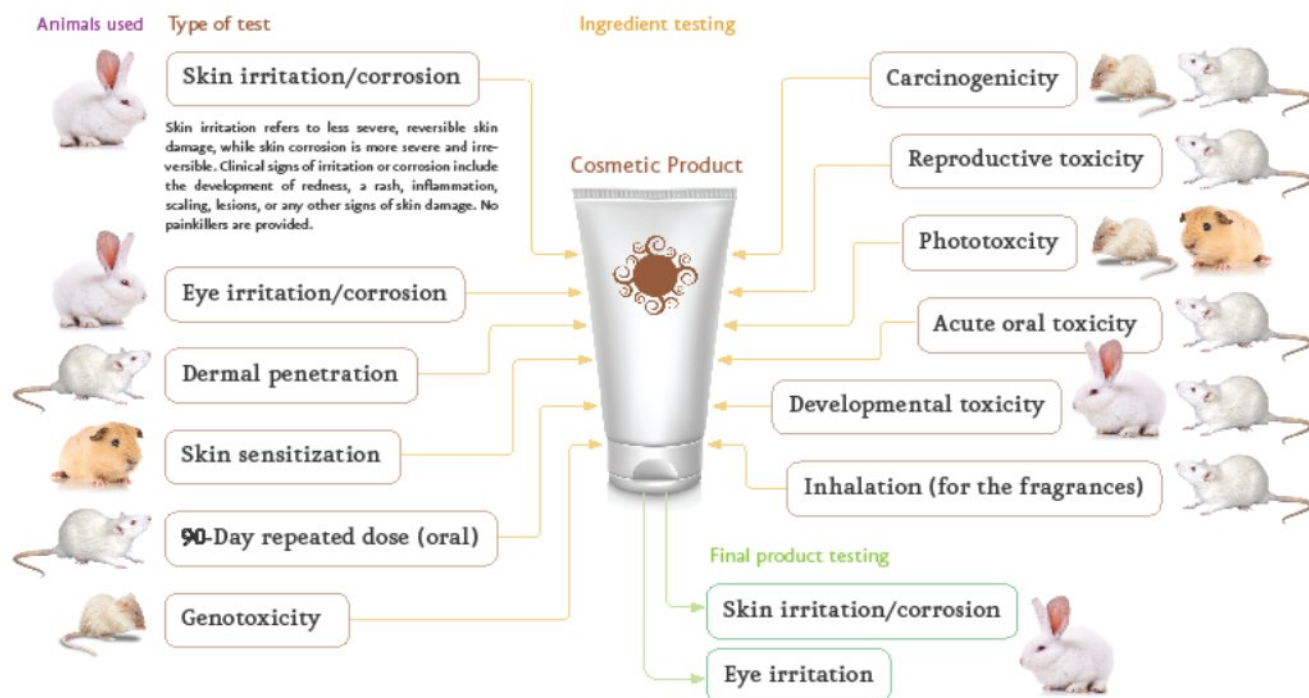 Animals used
Type of test
Ingredient testing
Skin irritation/corrosion
Skin irritation refers to less severe, reversible skin
damage, while skin corrosion is more severe and irre-
versible. Clinical signs of irritation or corrosion include
the development of redness, a rash, inflammation,
scaling, lesions, or any other signs of skin damage. No
painkillers are provided.
Eye irritation/corrosion
Dermal penetration
Skin sensitization
90-Day repeated dose (oral)
Genotoxicity
Cosmetic Product
Carcinogenicity
Reproductive toxicity
Phototoxcity
Acute oral toxicity
Developmental toxicity
Inhalation (for the fragrances)
Final product testing
Skin irritation/corrosion
Eye irritation